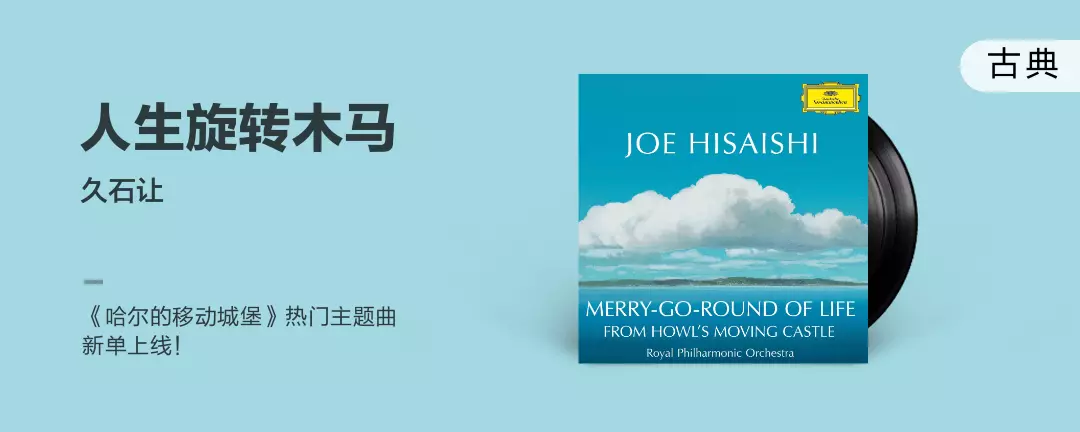 古典
人生旋转木马
久石让
《哈尔的移动城堡》热门主题曲
新单上线！
Deutsche
Grammophon
JOE HISAISHI
MERRY-GO-ROUND OF LIFE
FROM HOWL'S MOVING CASTLE
Royal Philharmonic Orchestra